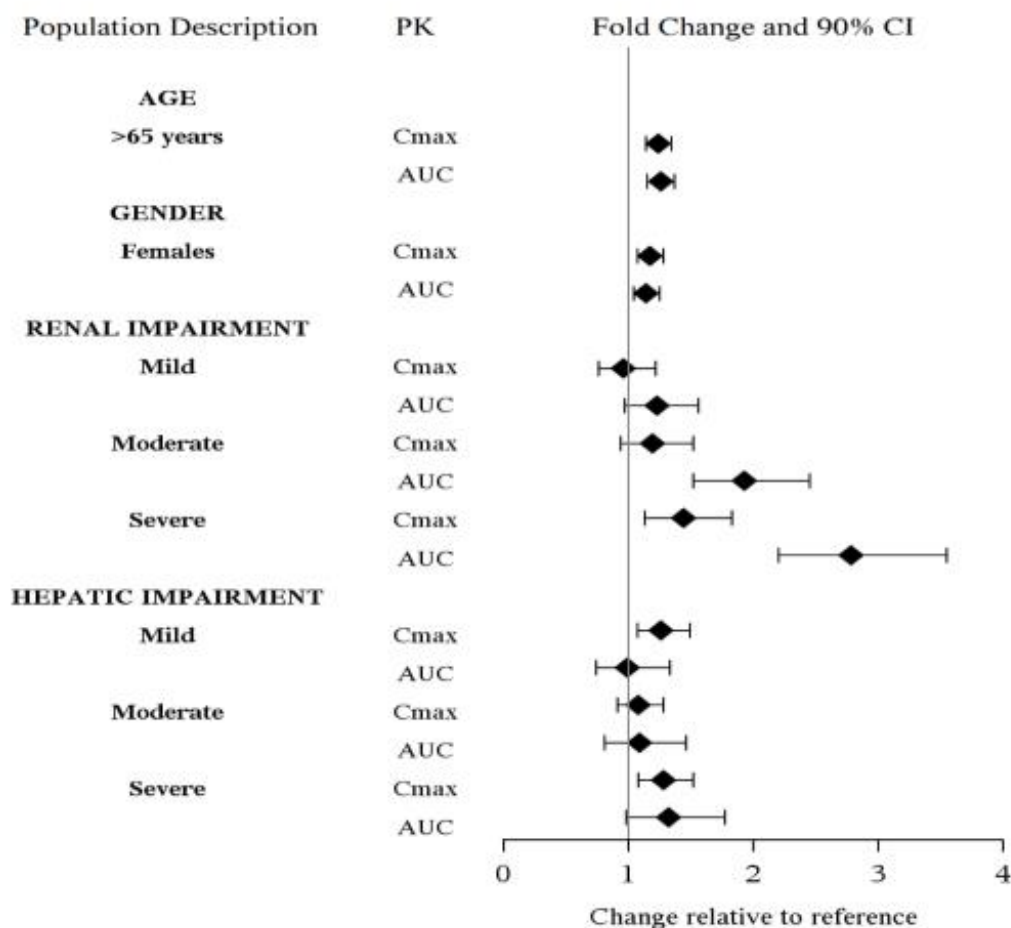 Population Description PK Fold Change and 90% CI
AGE
>65 years Cmax
AUC
GENDER
Females Cmax
AUC
RENAL IMPAIRMENT
Mild Cmax
AUC
Moderate Cmax
AUC
Severe Cmax
AUC
HEPATIC IMPAIRMENT
Mild Cmax
AUC
Moderate Cmax
AUC
Severe Cmax
AUC
0 1 2 3 4
Change relative to reference